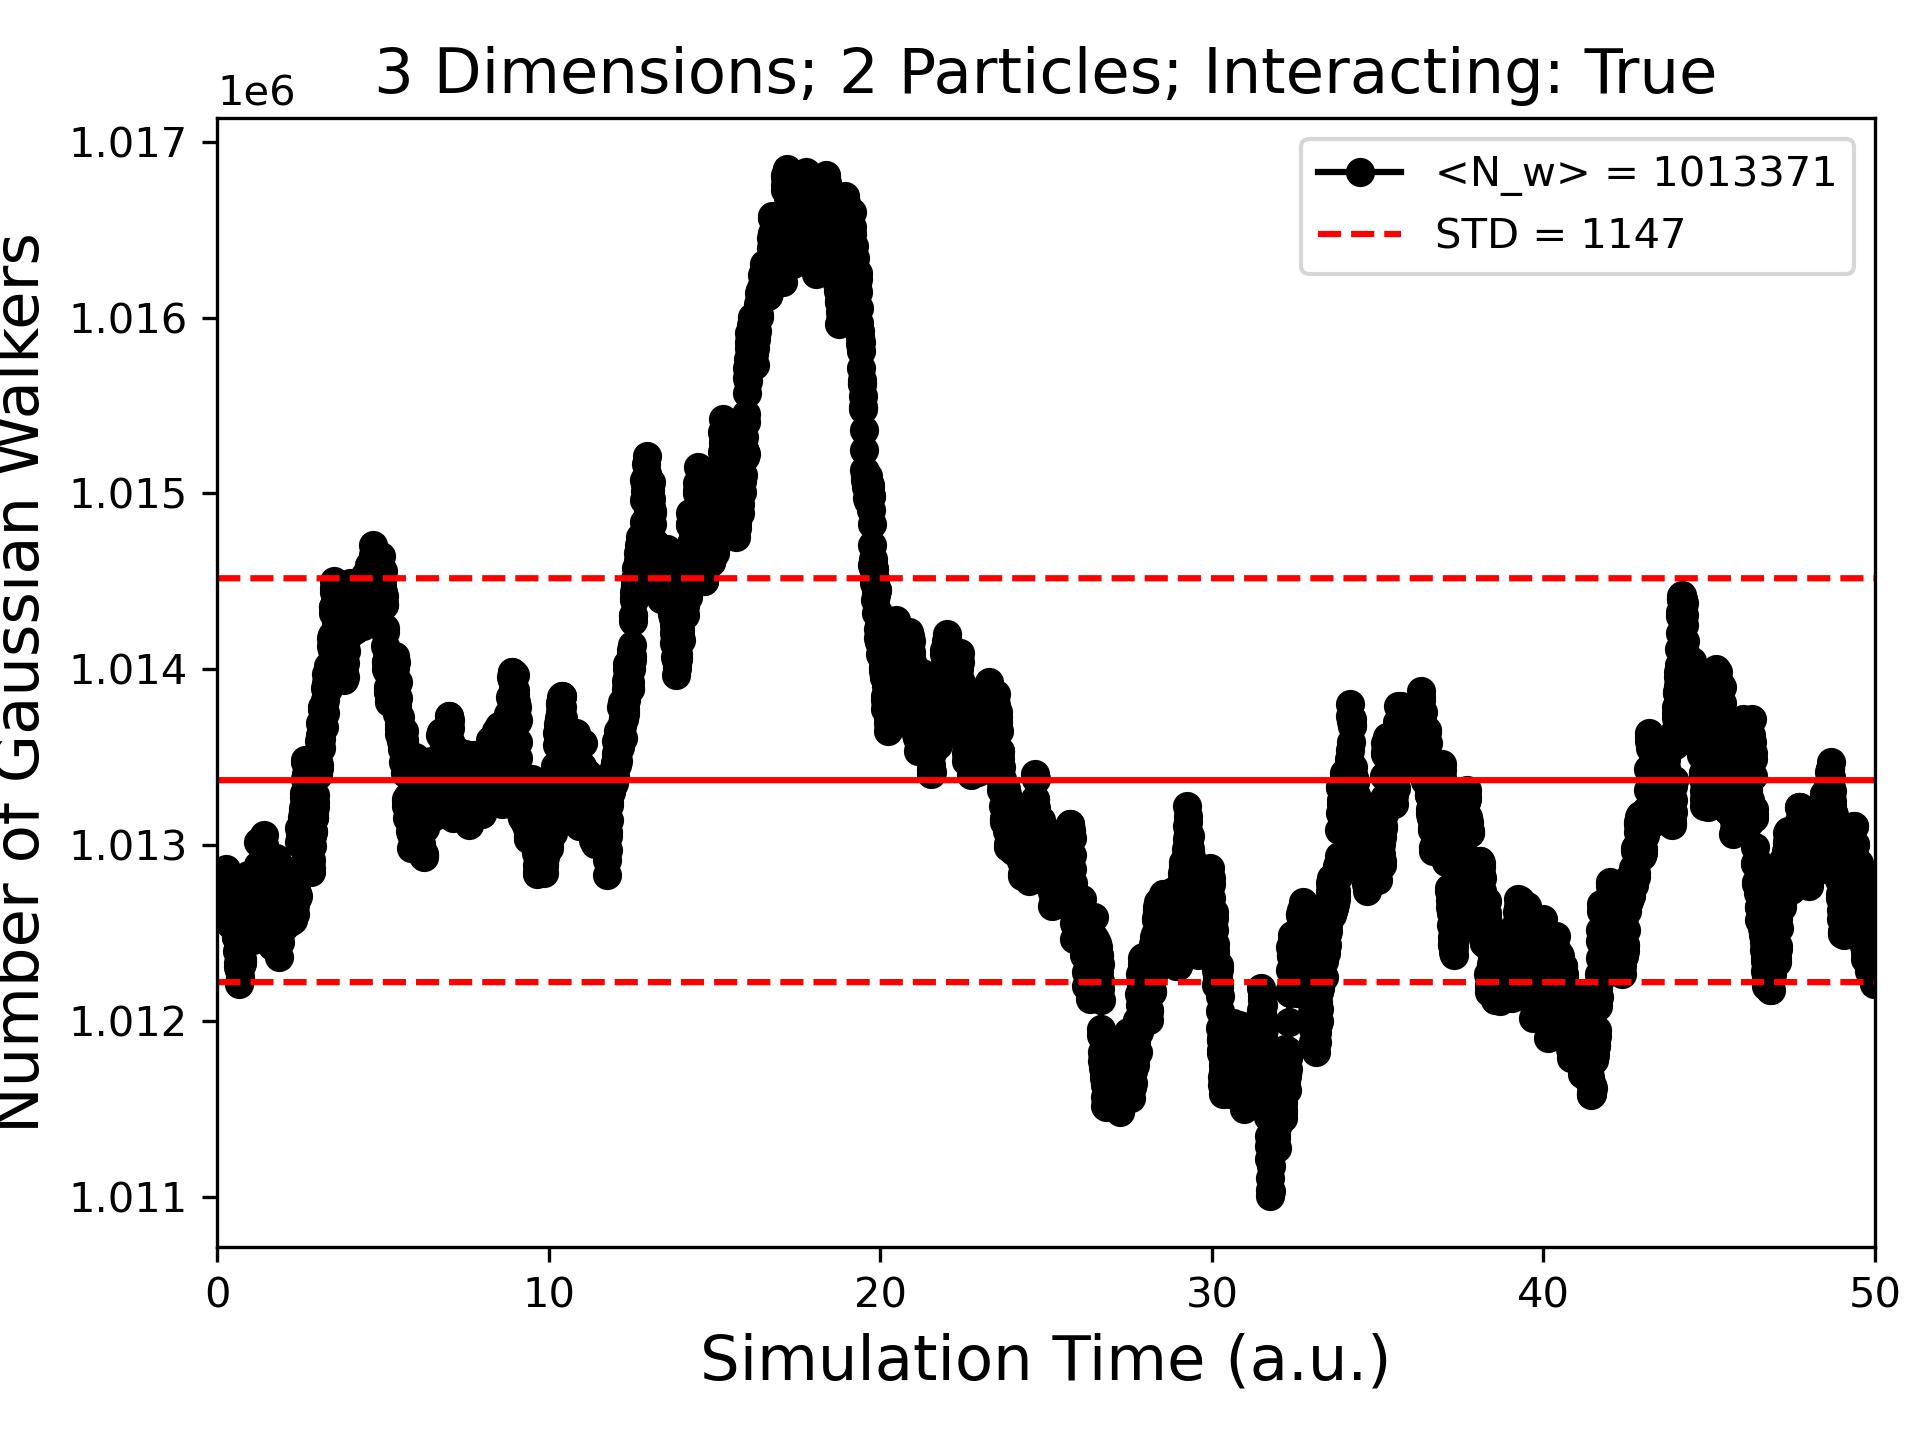 3 Dimensions; 2 Particles; Interacting: True
1e6
<N_w> = 1013371
STD = 1147
1.017
1.016
1.015
1.014
1.013
1.012
1.011
Number of Gaussian Walkers
0 10 20 30 40 50
Simulation Time (a.u.)